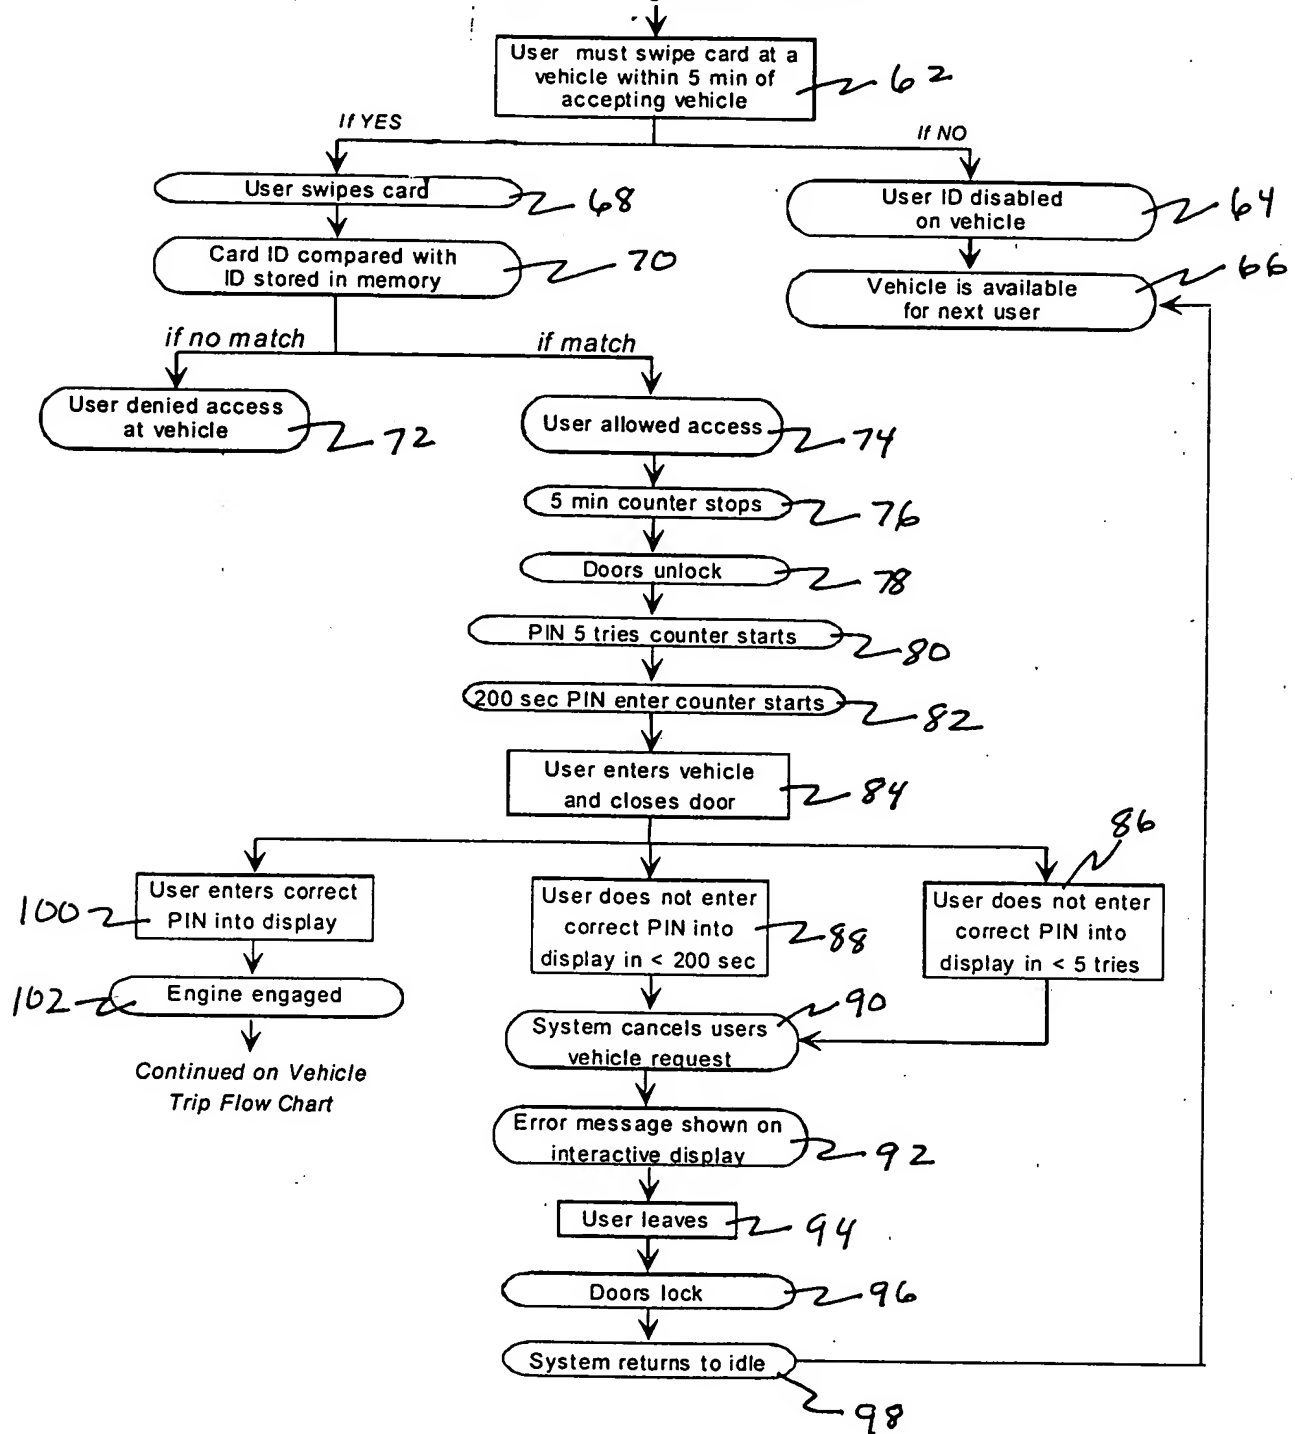 User must swipe card at a
vehicle within 5 min of
accepting vehicle
62
If YES
If NO
User swipes card
68
User ID disabled
on vehicle
64
Card ID compared with
ID stored in memory
70
Vehicle is available
for next user
66
if no match
if match
User denied access
at vehicle
72
User allowed access
74
5 min counter stops
76
Doors unlock
78
PIN 5 tries counter starts
80
200 sec PIN enter counter starts
82
User enters vehicle
and closes door
84
86
100
User enters correct
PIN into display
User does not enter
correct PIN into
display in < 200 sec
88
User does not enter
correct PIN into
display in < 5 tries
102
Engine engaged
90
System cancels users
vehicle request
Continued on Vehicle
Trip Flow Chart
Error message shown on
interactive display
92
User leaves
94
Doors lock
96
System returns to idle
98